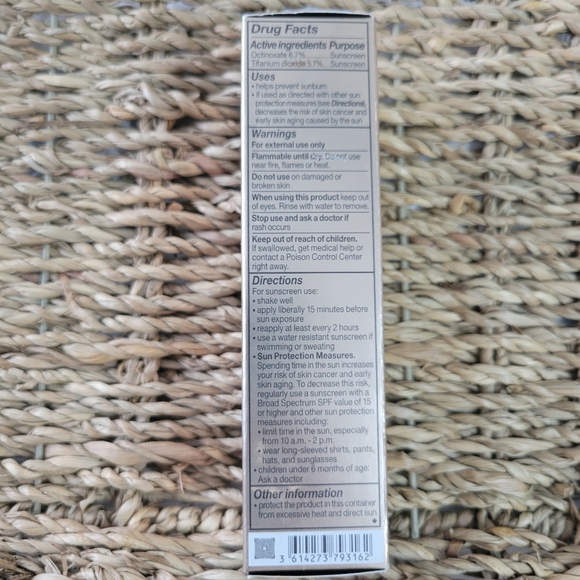 Drug Facts
Active ingredients Purpose
Octinoxate 6.7% ........ Sunscreen
Titanium dioxide 5.1% .. Sunscreen
Uses
• helps prevent sunburn
• if used as directed with other sun
protection measures (see Directions),
decreases the risk of skin cancer and
early skin aging caused by the sun
Warnings
For external use only
Flammable until dry. Do not use
near fire, flames or heat.
Do not use on damaged or
broken skin
When using this product keep out
of eyes. Rinse with water to remove.
Stop use and ask a doctor if
rash occurs
Keep out of reach of children.
If swallowed, get medical help or
contact a Poison Control Center
right away.
Directions
For sunscreen use:
• shake well
• apply liberally 15 minutes before
sun exposure
• reapply at least every 2 hours
• use a water resistant sunscreen if
swimming or sweating
• Sun Protection Measures.
Spending time in the sun increases
your risk of skin cancer and early
skin aging. To decrease this risk,
regularly use a sunscreen with a
Broad Spectrum SPF value of 15
or higher and other sun protection
measures including:
• limit time in the sun, especially
from 10 a.m. - 2 p.m.
• wear long-sleeved shirts, pants,
hats, and sunglasses
• children under 6 months of age:
Ask a doctor
Other information
• protect the product in this container
from excessive heat and direct sun
*
3 614273 793162